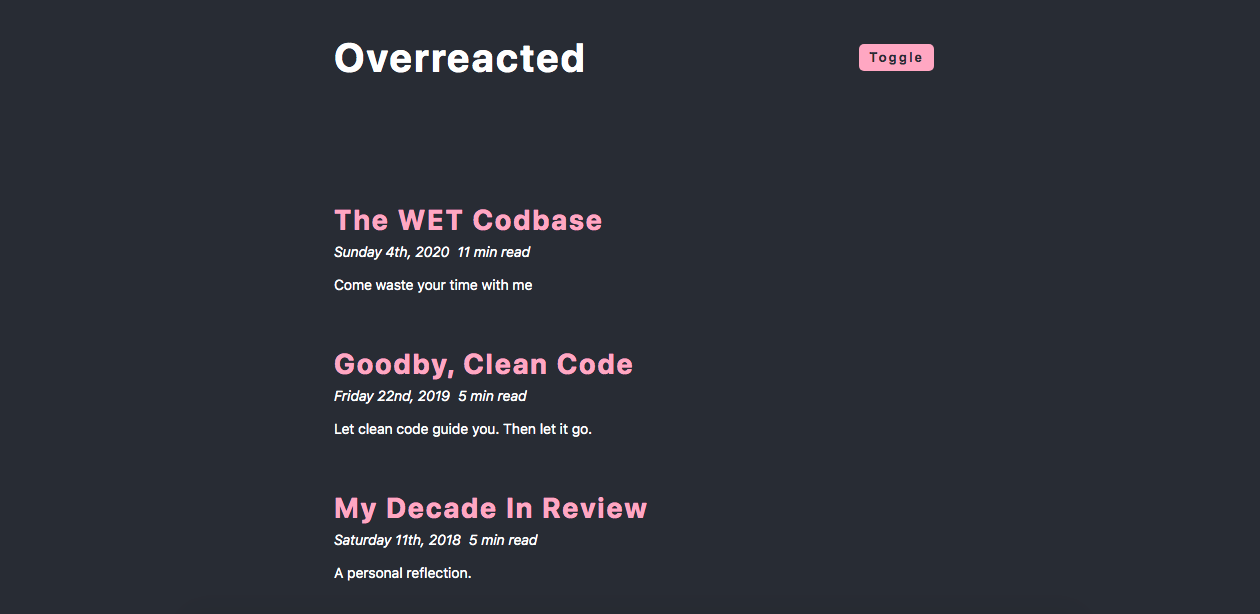 Overreacted
Toggle
The WET Codbase
Sunday 4th, 2020 11 min read
Come waste your time with me
Goodby, Clean Code
Friday 22nd, 2019 5 min read
Let clean code guide you. Then let it go.
My Decade In Review
Saturday 11th, 2018 5 min read
A personal reflection.